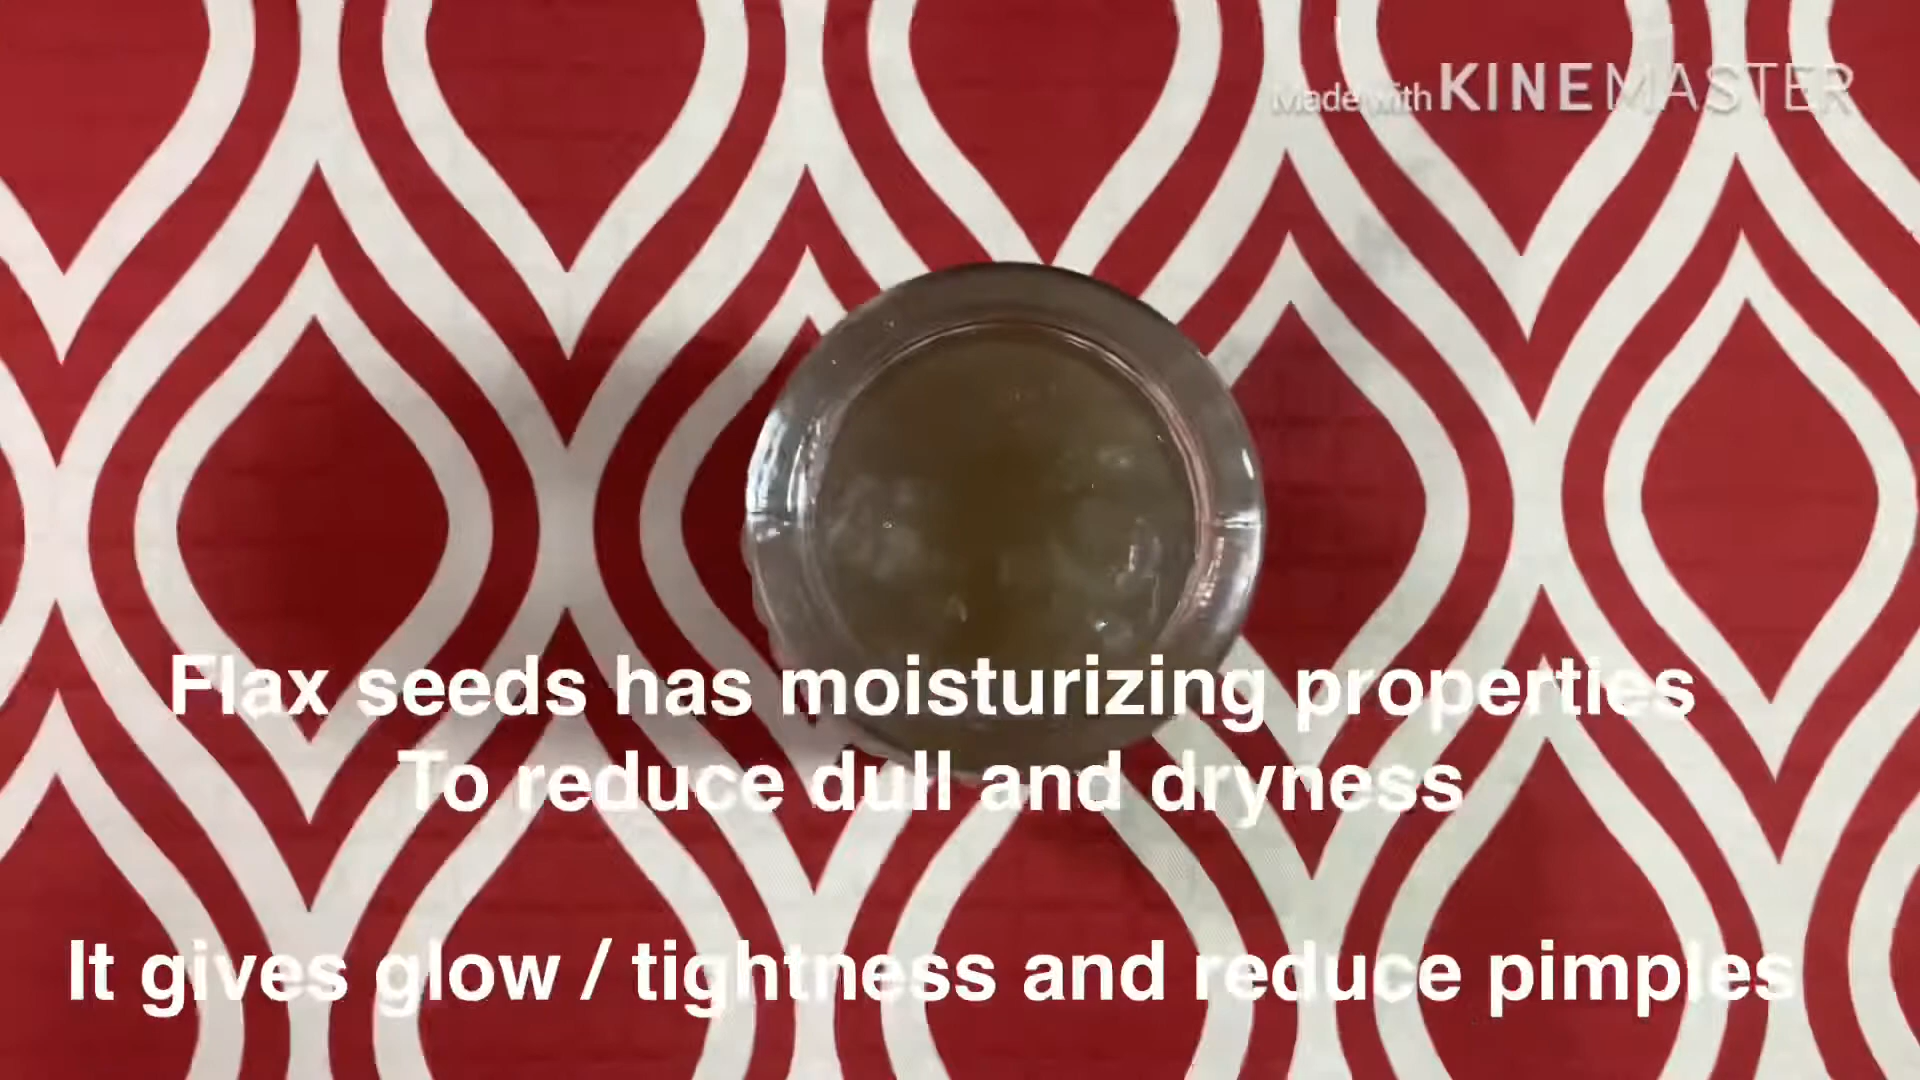 Made with KINEMASTER
Flax seeds has moisturizing properties
To reduce dull and dryness
It gives glow / tightness and reduce pimples